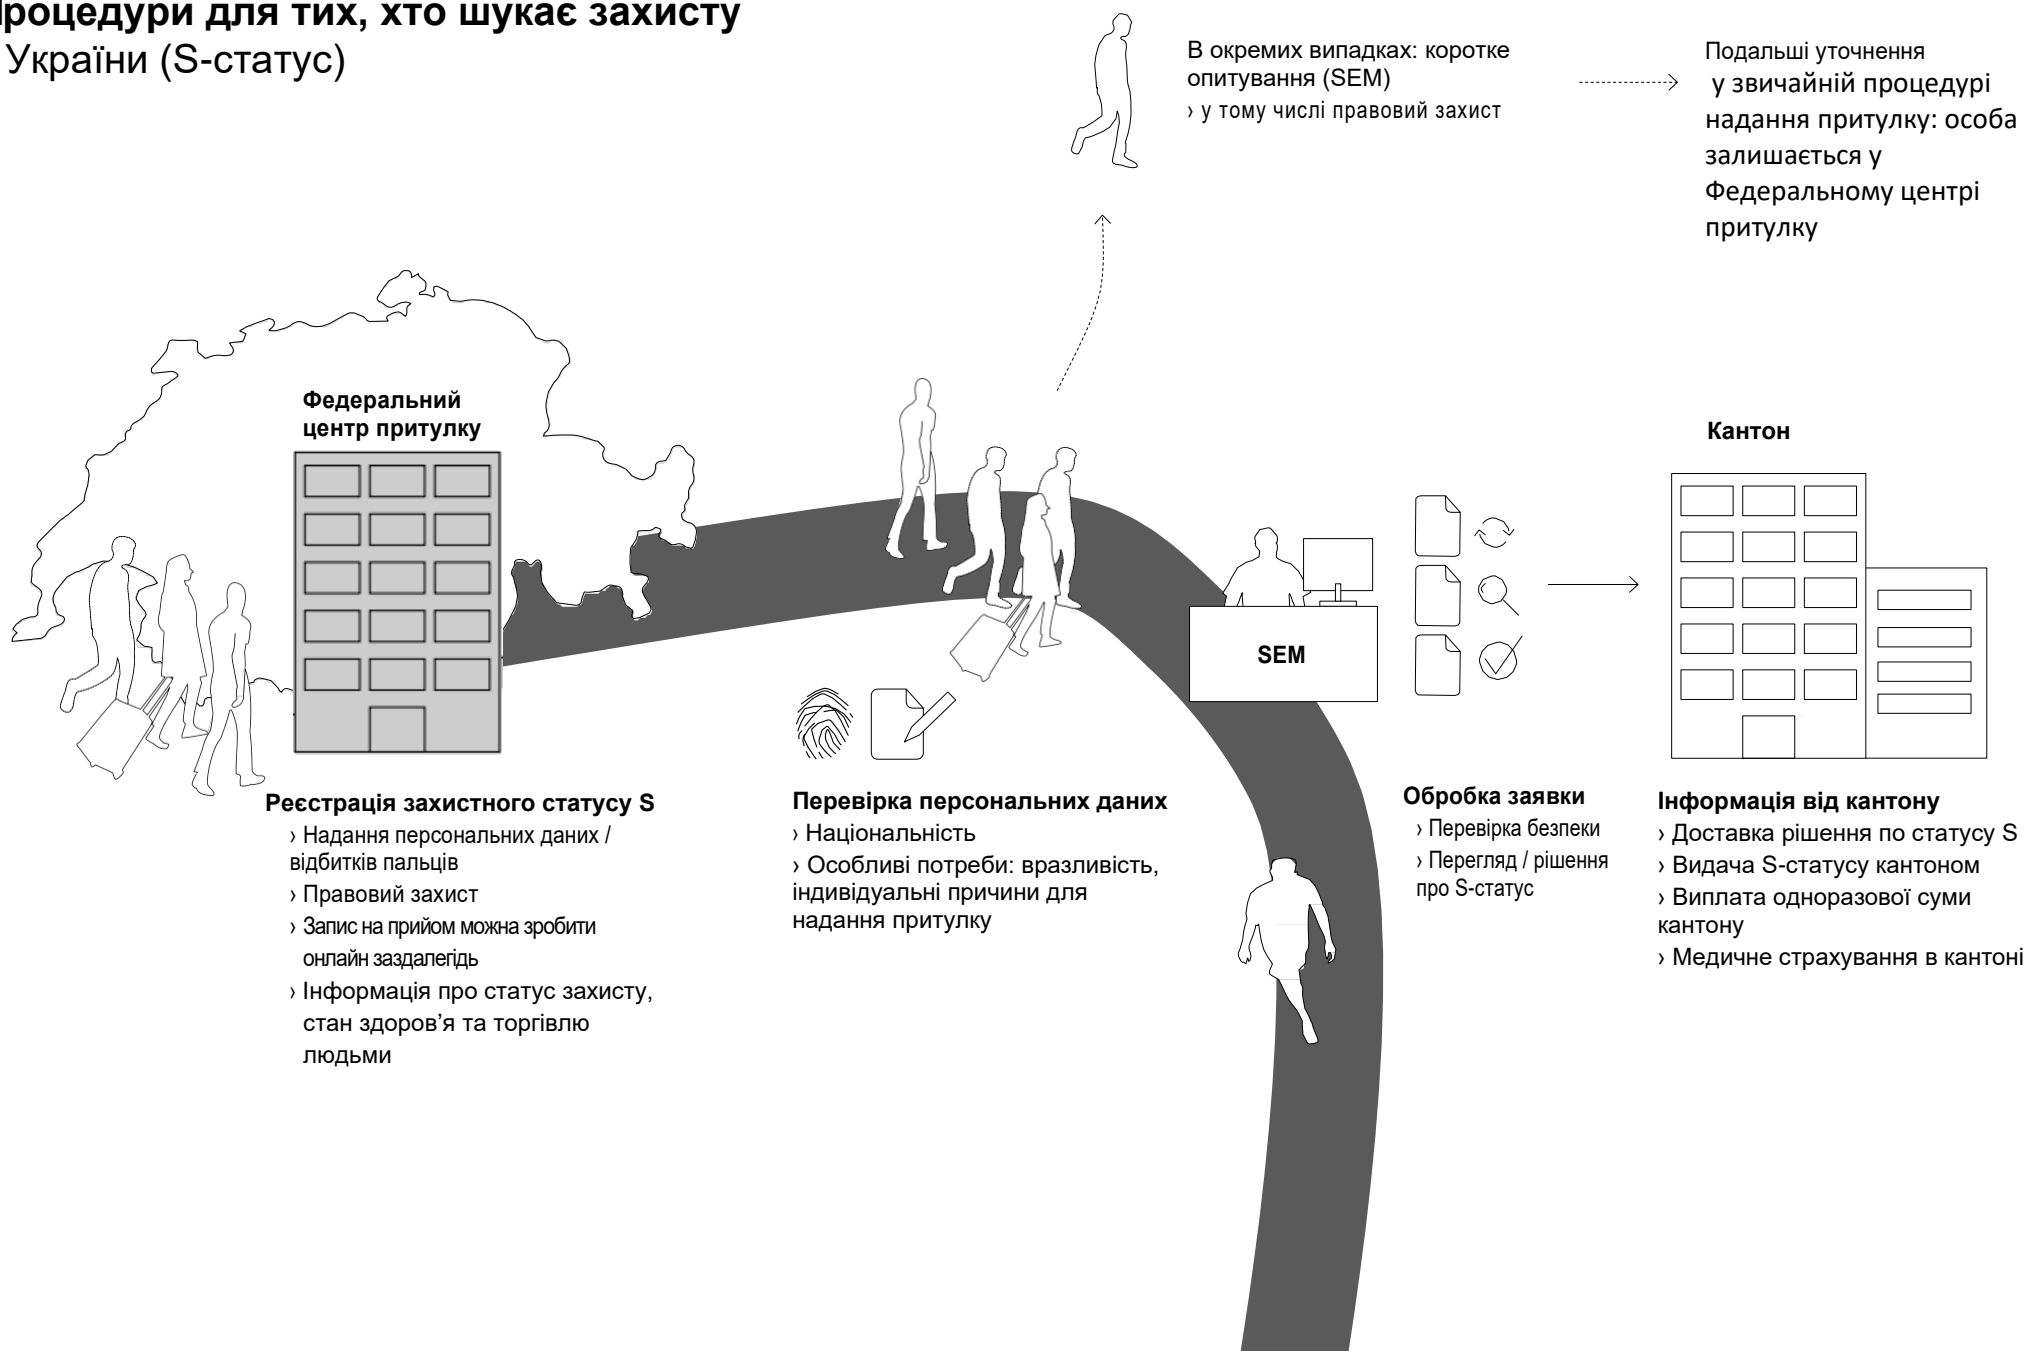 роцедури для тих, хто шукає захисту
України (S-статус)
В окремих випадках: коротке
опитування (SEM)
› у тому числі правовий захист
Подальші уточнення
у звичайній процедурі
надання притулку: особа
залишається у
Федеральному центрі
притулку
Федеральний
центр притулку
Кантон
SEM
Реєстрація захистного статусу S
› Надання персональних даних /
відбитків пальців
› Правовий захист
› Запис на прийом можна зробити
онлайн заздалегідь
› Інформація про статус захисту,
стан здоров’я та торгівлю
людьми
Перевірка персональних даних
› Національність
› Особливі потреби: вразливість,
індивідуальні причини для
надання притулку
Обробка заявки
› Перевірка безпеки
› Перегляд / рішення
про S-статус
Інформація від кантону
› Доставка рішення по статусу S
› Видача S-статусу кантоном
› Виплата одноразової суми
кантону
› Медичне страхування в кантоні